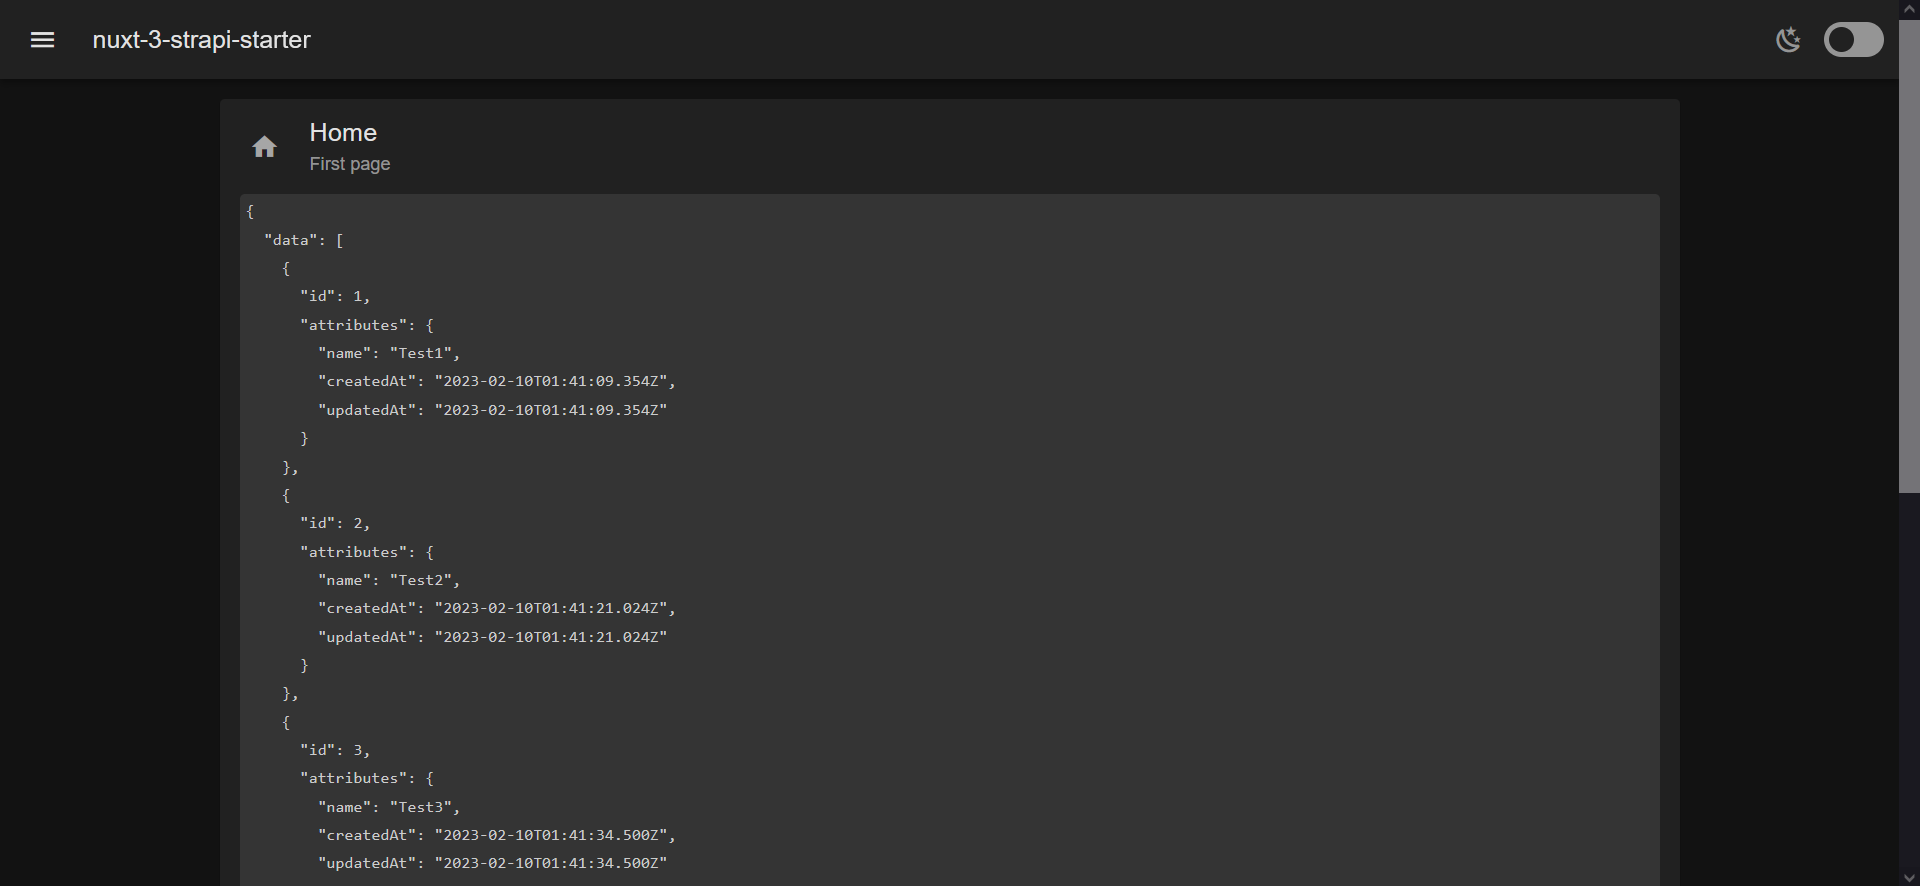 nuxt-3-strapi-starter
Home
First page
{
  "data": [
    {
      "id": 1,
      "attributes": {
        "name": "Test1",
        "createdAt": "2023-02-10T01:41:09.354Z",
        "updatedAt": "2023-02-10T01:41:09.354Z"
      }
    },
    {
      "id": 2,
      "attributes": {
        "name": "Test2",
        "createdAt": "2023-02-10T01:41:21.024Z",
        "updatedAt": "2023-02-10T01:41:21.024Z"
      }
    },
    {
      "id": 3,
      "attributes": {
        "name": "Test3",
        "createdAt": "2023-02-10T01:41:34.500Z",
        "updatedAt": "2023-02-10T01:41:34.500Z"